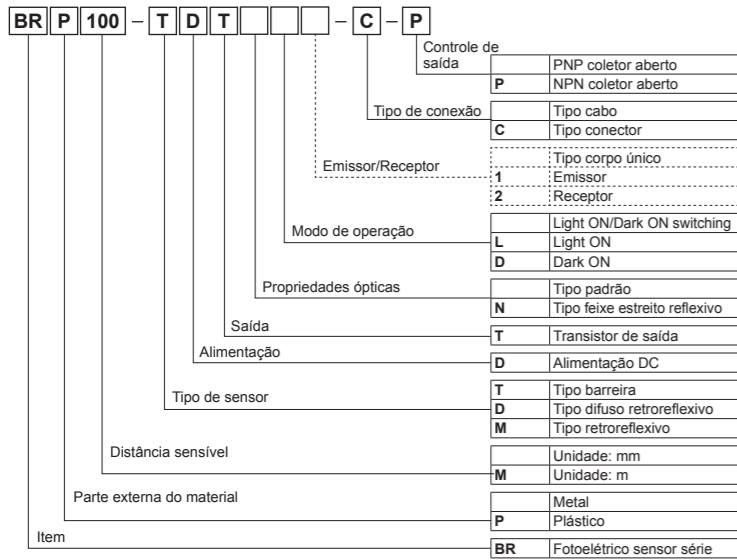 BR P 100 – T D T – C – P
Controle de
saída
PNP coletor aberto
P NPN coletor aberto
Tipo de conexão
Tipo cabo
C Tipo conector
Emissor/Receptor
Tipo corpo único
1 Emissor
2 Receptor
Modo de operação
Light ON/Dark ON switching
L Light ON
D Dark ON
Propriedades ópticas
Tipo padrão
N Tipo feixe estreito reflexivo
Saída
T Transistor de saída
Alimentação
D Alimentação DC
Tipo de sensor
T Tipo barreira
D Tipo difuso retroreflexivo
M Tipo retroreflexivo
Distância sensível
Unidade: mm
M Unidade: m
Parte externa do material
Metal
P Plástico
Item
BR Fotoelétrico sensor série